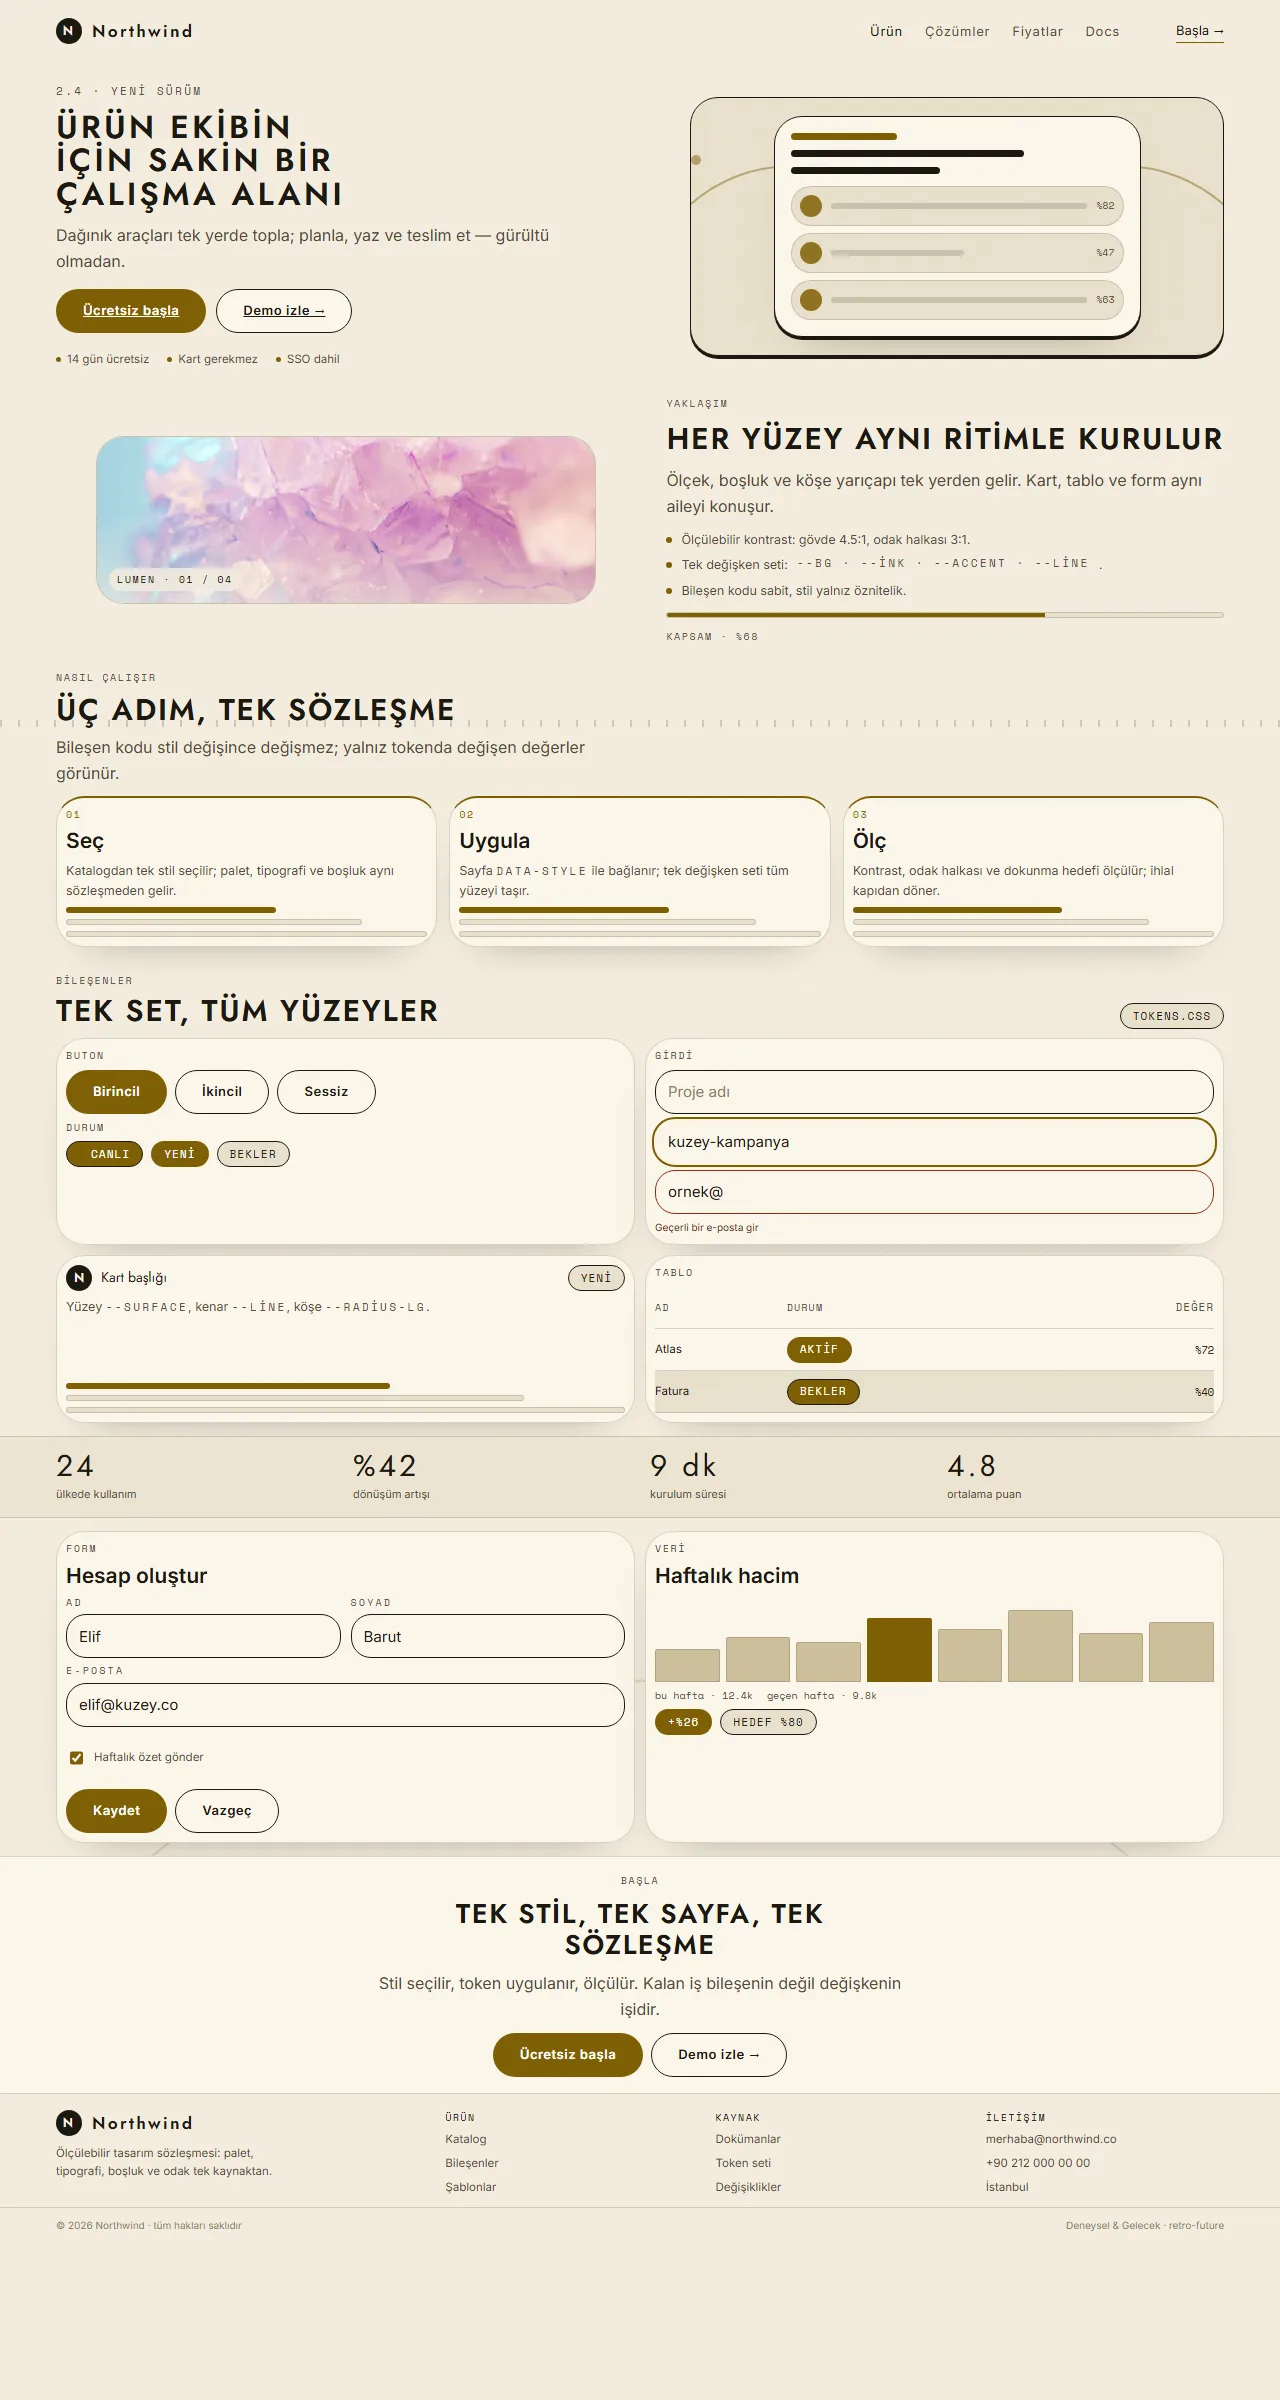 N Northwind
Ürün Çözümler Fiyatlar Docs Başla →
2.4 · YENİ SÜRÜM
ÜRÜN EKİBİN
İÇİN SAKİN BİR
ÇALIŞMA ALANI
Dağınık araçları tek yerde topla; planla, yaz ve teslim et — gürültü
olmadan.
Ücretsiz başla Demo izle →
14 gün ücretsiz Kart gerekmez SSO dahil
%82
%47
%63
LUMEN · 01 / 04
YAKLAŞIM
HER YÜZEY AYNI RİTİMLE KURULUR
Ölçek, boşluk ve köşe yarıçapı tek yerden gelir. Kart, tablo ve form aynı
aileyi konuşur.
Ölçülebilir kontrast: gövde 4.5:1, odak halkası 3:1.
Tek değişken seti: --BG · --İNK · --ACCENT · --LİNE .
Bileşen kodu sabit, stil yalnız öznitelik.
KAPSAM · %68
NASIL ÇALIŞIR
ÜÇ ADIM, TEK SÖZLEŞME
Bileşen kodu stil değişince değişmez; yalnız tokenda değişen değerler
görünür.
01
Seç
Katalogdan tek stil seçilir; palet, tipografi ve boşluk aynı
sözleşmeden gelir.
02
Uygula
Sayfa DATA-STYLE ile bağlanır; tek değişken seti tüm
yüzeyi taşır.
03
Ölç
Kontrast, odak halkası ve dokunma hedefi ölçülür; ihlal
kapıdan döner.
BİLEŞENLER
TEK SET, TÜM YÜZEYLER
TOKENS.CSS
BUTON
Birincil İkincil Sessiz
DURUM
CANLI YENİ BEKLER
GİRDİ
Proje adı
kuzey-kampanya
ornek@
Geçerli bir e-posta gir
N Kart başlığı YENİ
Yüzey --SURFACE, kenar --LİNE, köşe --RADİUS-LG.
TABLO
AD DURUM DEĞER
Atlas AKTİF %72
Fatura BEKLER %40
24
ülkede kullanım
%42
dönüşüm artışı
9 dk
kurulum süresi
4.8
ortalama puan
FORM
Hesap oluştur
AD SOYAD
Elif Barut
E-POSTA
elif@kuzey.co
Haftalık özet gönder
Kaydet Vazgeç
VERİ
Haftalık hacim
bu hafta · 12.4k geçen hafta · 9.8k
+%26 HEDEF %80
BAŞLA
TEK STİL, TEK SAYFA, TEK
SÖZLEŞME
Stil seçilir, token uygulanır, ölçülür. Kalan iş bileşenin değil değişkenin
işidir.
Ücretsiz başla Demo izle →
N Northwind
Ölçülebilir tasarım sözleşmesi: palet,
tipografi, boşluk ve odak tek kaynaktan.
ÜRÜN
Katalog
Bileşenler
Şablonlar
KAYNAK
Dokümanlar
Token seti
Değişiklikler
İLETİŞİM
merhaba@northwind.co
+90 212 000 00 00
İstanbul
© 2026 Northwind · tüm hakları saklıdır
Deneysel & Gelecek · retro-future